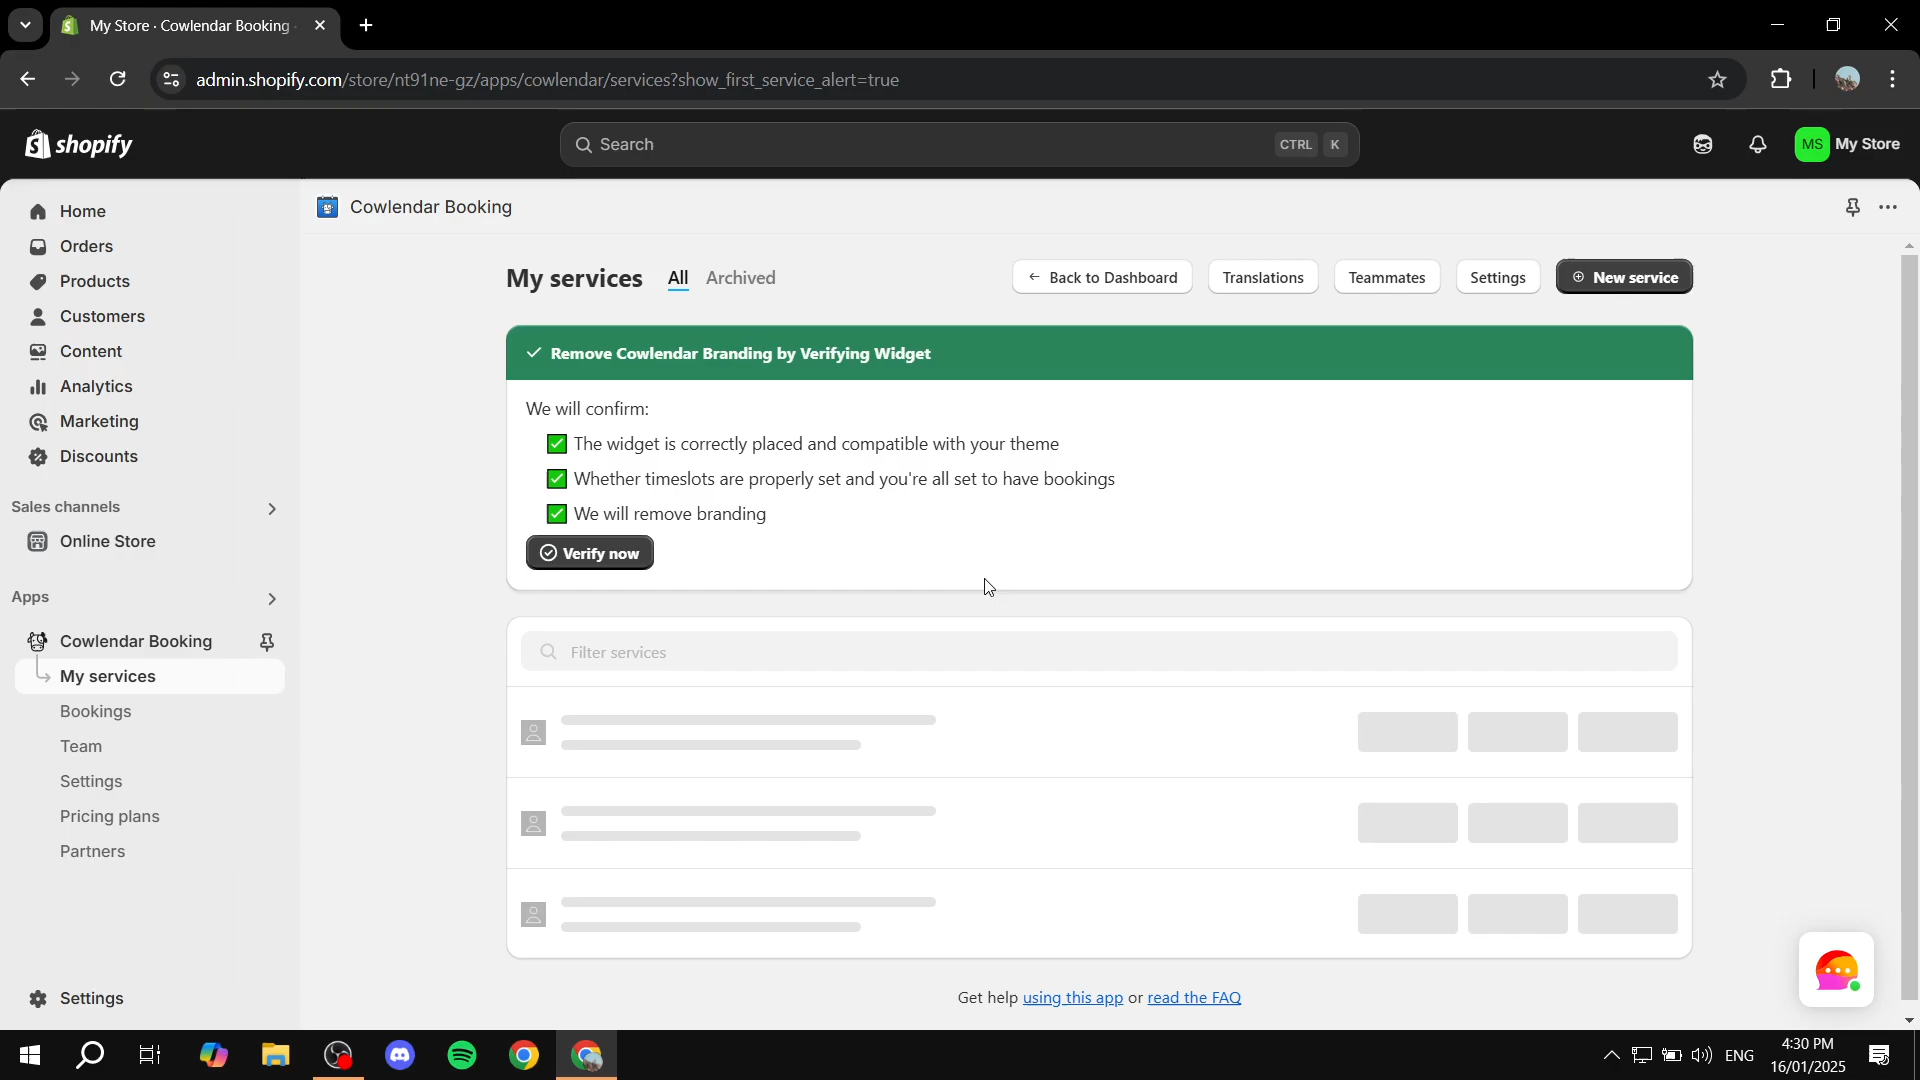 My Store · Cowlendar Booking
admin.shopify.com/store/nt91ne-gz/apps/cowlendar/services?show_first_service_alert=true
shopify
Search
CTRL K
MS My Store
Home
Orders
Products
Customers
Content
Analytics
Marketing
Discounts
Sales channels
Online Store
Apps
Cowlendar Booking
My services
Bookings
Team
Settings
Pricing plans
Partners
Settings
Cowlendar Booking
My services All Archived
Back to Dashboard
Translations
Teammates
Settings
New service
Remove Cowlendar Branding by Verifying Widget
We will confirm:
The widget is correctly placed and compatible with your theme
Whether timeslots are properly set and you're all set to have bookings
We will remove branding
Verify now
Filter services
Get help using this app or read the FAQ
ENG
4:30 PM
16/01/2025